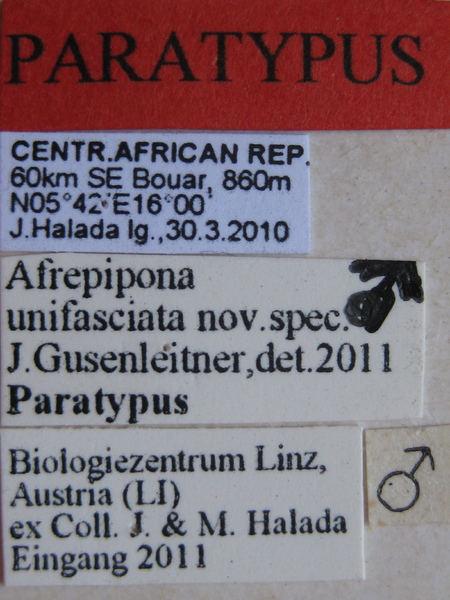 PARATYPUS
CENTR.AFRICAN REP.
60km SE Bouar, 860m
N05°42'E16°00'
J.Halada lg.,30.3.2010
Afrepipona
unifasciata nov.spec.♂
J.Gusenleitner,det.2011
Paratypus
Biologiezentrum Linz,
Austria (LI)
ex Coll. J. & M. Halada
Eingang 2011
♂